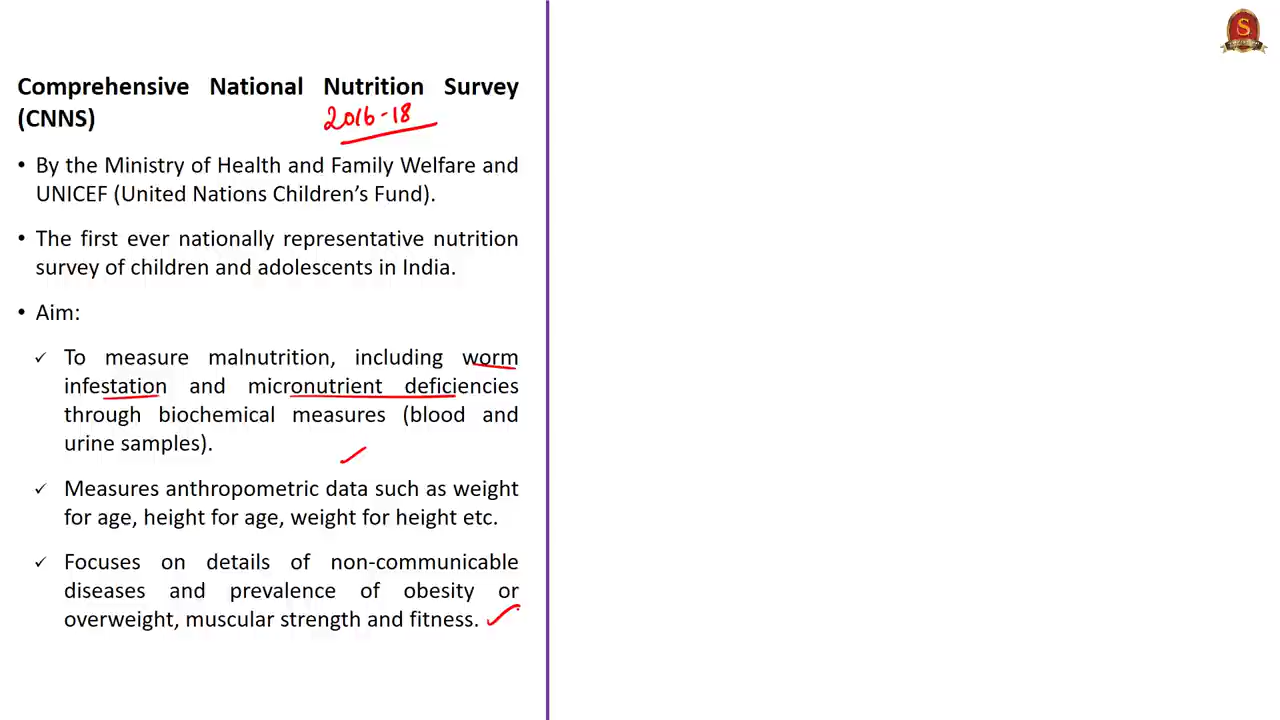 Comprehensive National Nutrition Survey
(CNNS)
2016-18
• By the Ministry of Health and Family Welfare and
UNICEF (United Nations Children's Fund).
• The first ever nationally representative nutrition
survey of children and adolescents in India.
• Aim:
✓ To measure malnutrition, including worm
infestation and micronutrient deficiencies
through biochemical measures (blood and
urine samples).
✓ Measures anthropometric data such as weight
for age, height for age, weight for height etc.
✓ Focuses on details of non-communicable
diseases and prevalence of obesity or
overweight, muscular strength and fitness.
S